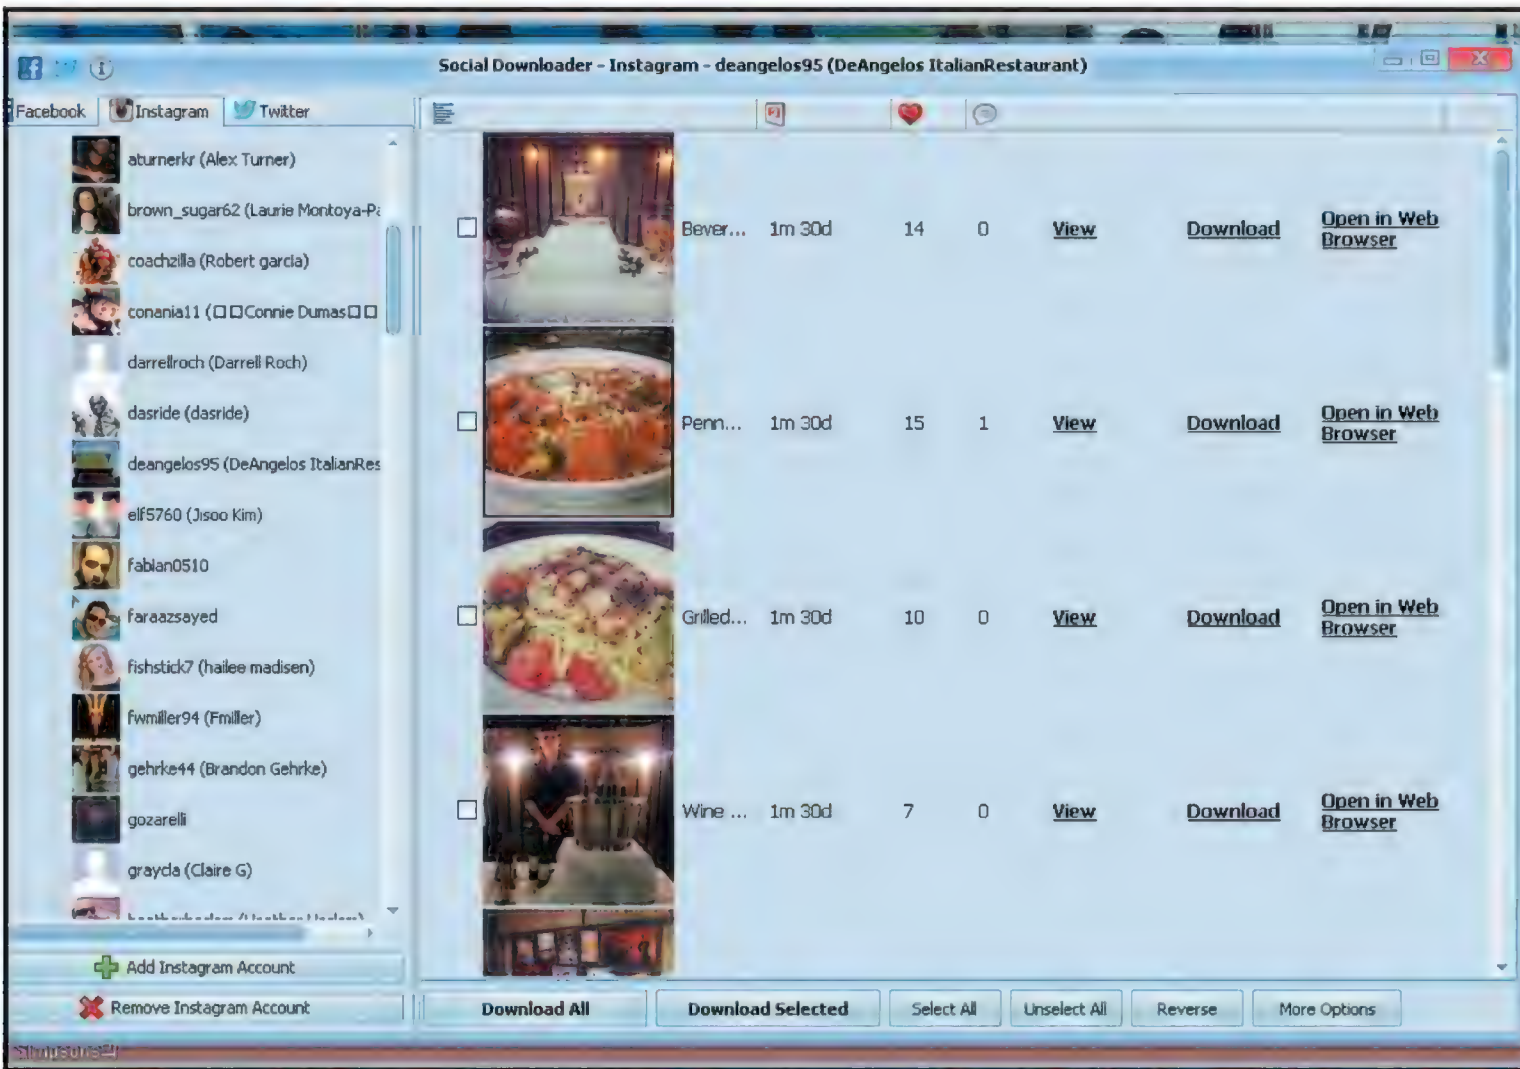 Social Downloader - Instagram - deangelos95 (DeAngelos ItalianRestaurant)
Facebook
Instagram
Twitter
aturnerkr (Alex Turner)
brown_sugar62 (Laurie Montoya-Pa
coachzilla (Robert garcia)
conania11 (□□Connie Dumas□□
darrellroch (Darrell Roch)
dasride (dasride)
deangelos95 (DeAngelos ItalianRes
elf5760 (Jisoo Kim)
fabian0510
faraazsayed
fishstick7 (hailee madisen)
fwmiller94 (Fmiller)
gehrke44 (Brandon Gehrke)
gozarelli
grayda (Claire G)
Add Instagram Account
Remove Instagram Account
Bever... 1m 30d 14 0 View Download Open in Web
Browser
Penn... 1m 30d 15 1 View Download Open in Web
Browser
Grilled... 1m 30d 10 0 View Download Open in Web
Browser
Wine ... 1m 30d 7 0 View Download Open in Web
Browser
Download All
Download Selected
Select All
Unselect All
Reverse
More Options